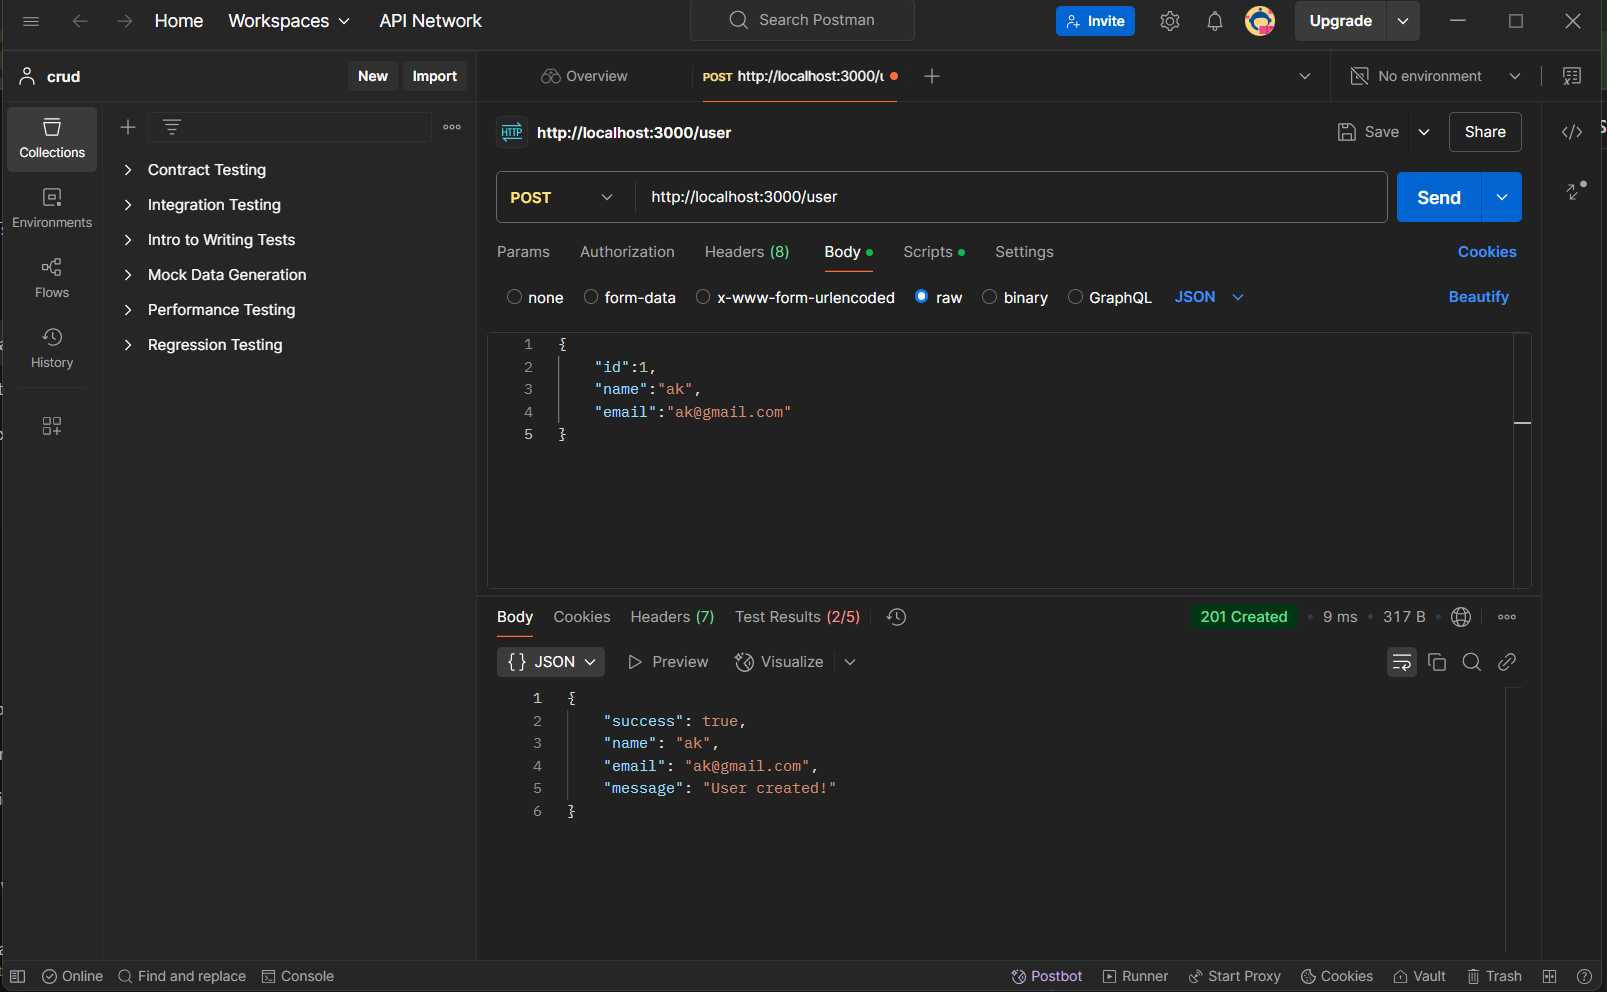 Home Workspaces API Network Search Postman Invite Upgrade
crud New Import Overview POST http://localhost:3000/u No environment
Collections
Environments
Flows
History
Contract Testing
Integration Testing
Intro to Writing Tests
Mock Data Generation
Performance Testing
Regression Testing
HTTP http://localhost:3000/user Save Share
POST http://localhost:3000/user Send
Params Authorization Headers (8) Body Scripts Settings Cookies
none form-data x-www-form-urlencoded raw binary GraphQL JSON Beautify
1 {
2 "id":1,
3 "name":"ak",
4 "email":"ak@gmail.com"
5 }
Body Cookies Headers (7) Test Results (2/5) 201 Created 9 ms 317 B
{} JSON Preview Visualize
1 {
2 "success": true,
3 "name": "ak",
4 "email": "ak@gmail.com",
5 "message": "User created!"
6 }
Online Find and replace Console Postbot Runner Start Proxy Cookies Vault Trash